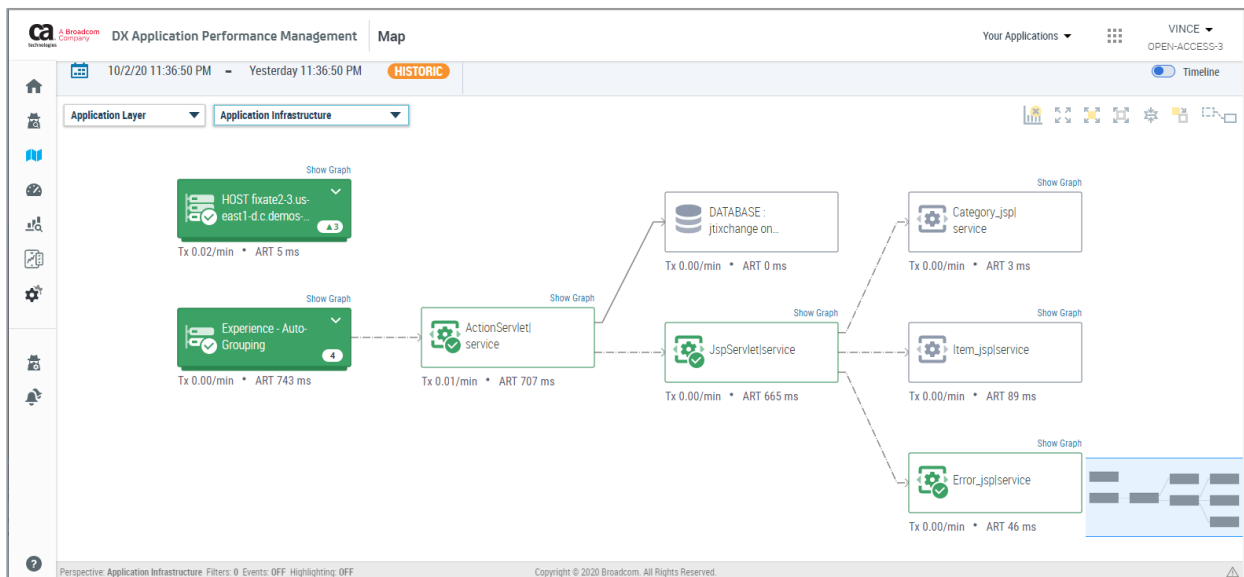 ca technologies A Broadcom Company DX Application Performance Management Map Your Applications VINCE
OPEN-ACCESS-3
10/2/20 11:36:50 PM – Yesterday 11:36:50 PM HISTORIC Timeline
Application Layer Application Infrastructure
Show Graph
HOST fixate2-3.us-
east1-d.c.demos-...
▲3
Tx 0.02/min • ART 5 ms
DATABASE :
jtixchange on...
Tx 0.00/min • ART 0 ms
Show Graph
Category_jsp|
service
Tx 0.00/min • ART 3 ms
Show Graph
Experience - Auto-
Grouping
4
Tx 0.00/min • ART 743 ms
Show Graph
ActionServlet|
service
Tx 0.01/min • ART 707 ms
Show Graph
JspServlet|service
Tx 0.00/min • ART 665 ms
Show Graph
Item_jsp|service
Tx 0.00/min • ART 89 ms
Show Graph
Error_jsp|service
Tx 0.00/min • ART 46 ms
?
Perspective: Application Infrastructure Filters: 0 Events: OFF Highlighting: OFF Copyright © 2020 Broadcom. All Rights Reserved.